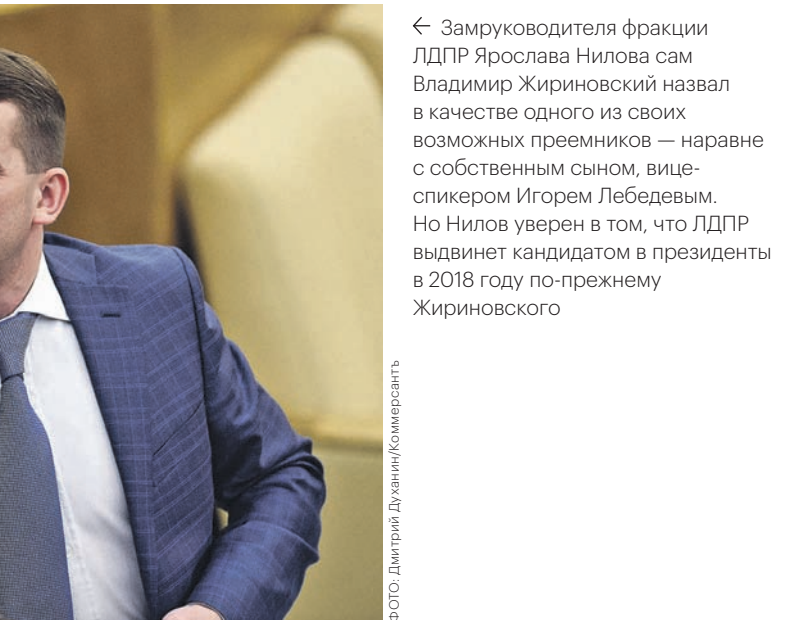 ← Замруководителя фракции
ЛДПР Ярослава Нилова сам
Владимир Жириновский назвал
в качестве одного из своих
возможных преемников — наравне
с собственным сыном, вице-
спикером Игорем Лебедевым.
Но Нилов уверен в том, что ЛДПР
выдвинет кандидатом в президенты
в 2018 году по-прежнему
Жириновского
ФОТО: Дмитрий Духанин/Коммерсантъ